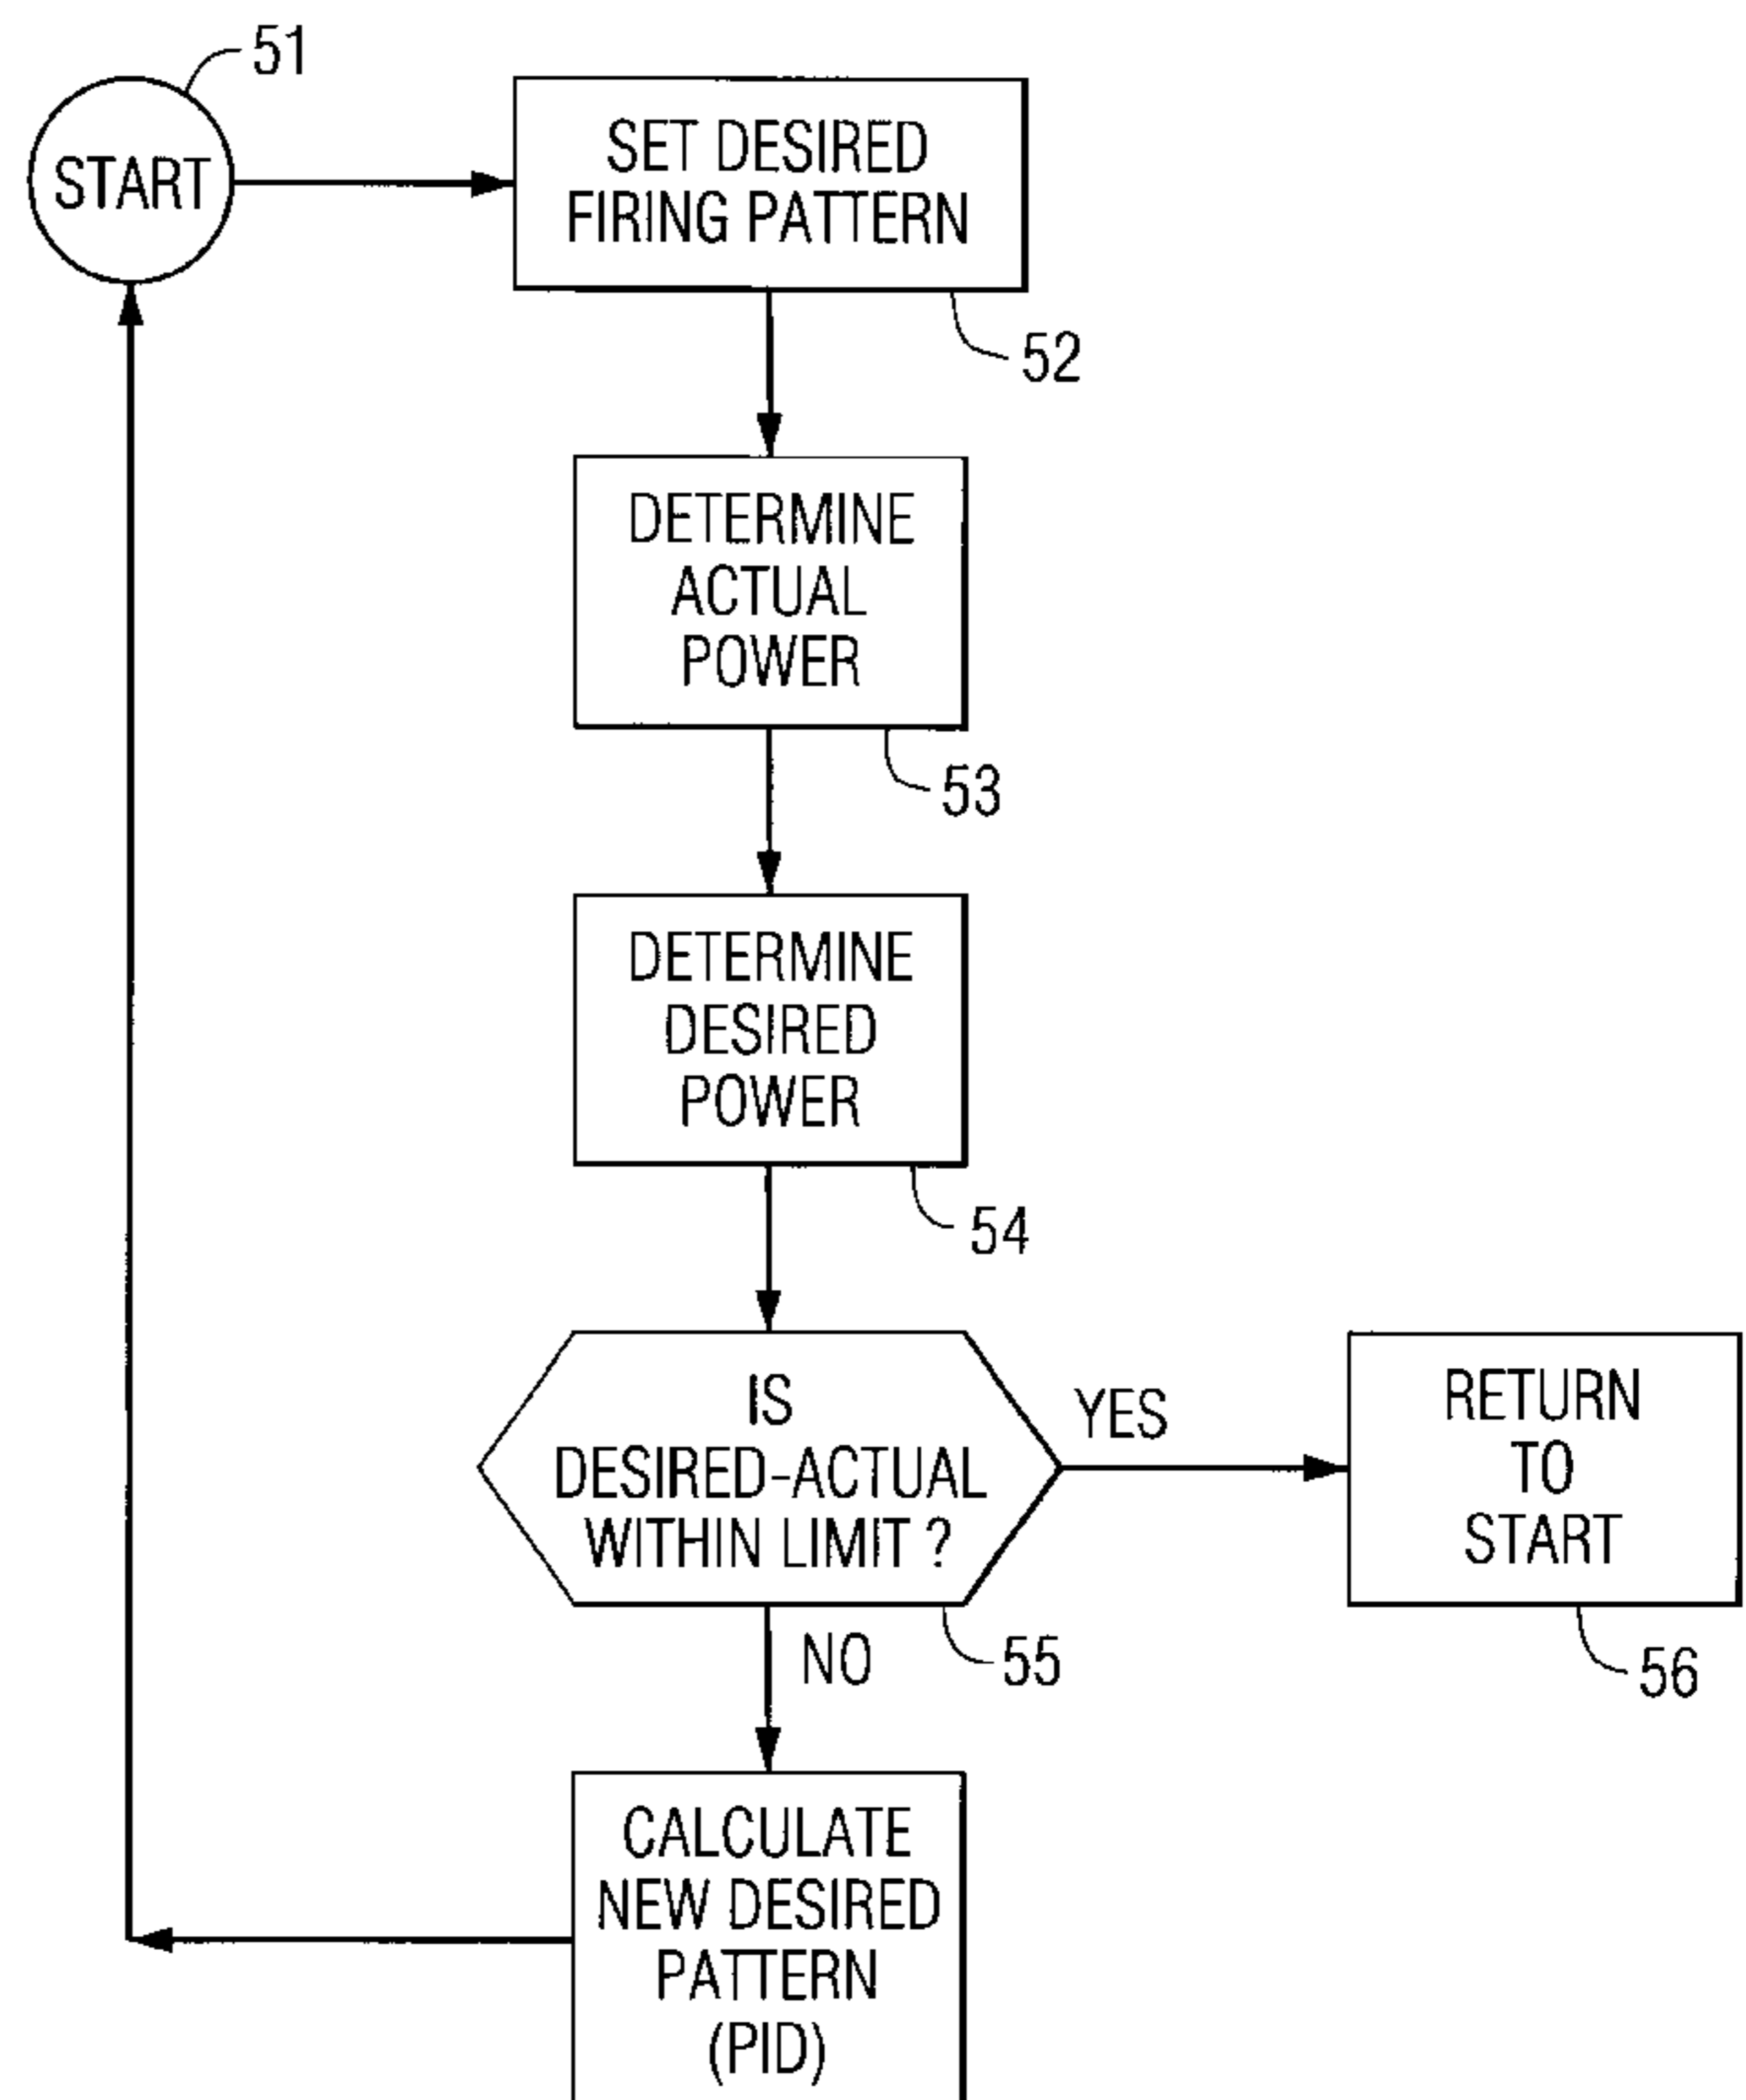 51
START
SET DESIRED
FIRING PATTERN
52
DETERMINE
ACTUAL
POWER
53
DETERMINE
DESIRED
POWER
54
IS
DESIRED-ACTUAL
WITHIN LIMIT ?
55
YES
RETURN
TO
START
56
NO
CALCULATE
NEW DESIRED
PATTERN
(PID)